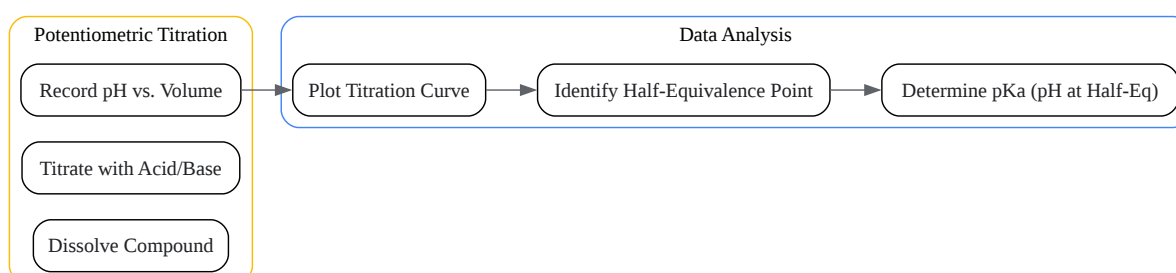 Potentiometric Titration
Record pH vs. Volume
Titrate with Acid/Base
Dissolve Compound
Data Analysis
Plot Titration Curve
Identify Half-Equivalence Point
Determine pKa (pH at Half-Eq)